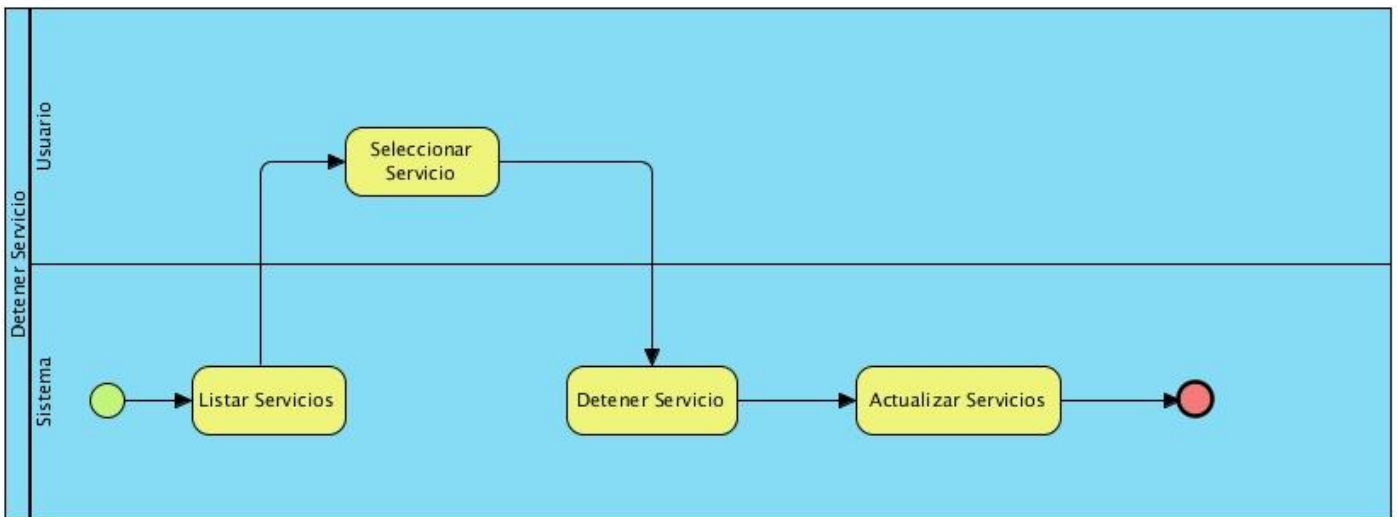 Detener Servicio
Usuario
Seleccionar
Servicio
Sistema
Listar Servicios
Detener Servicio
Actualizar Servicios